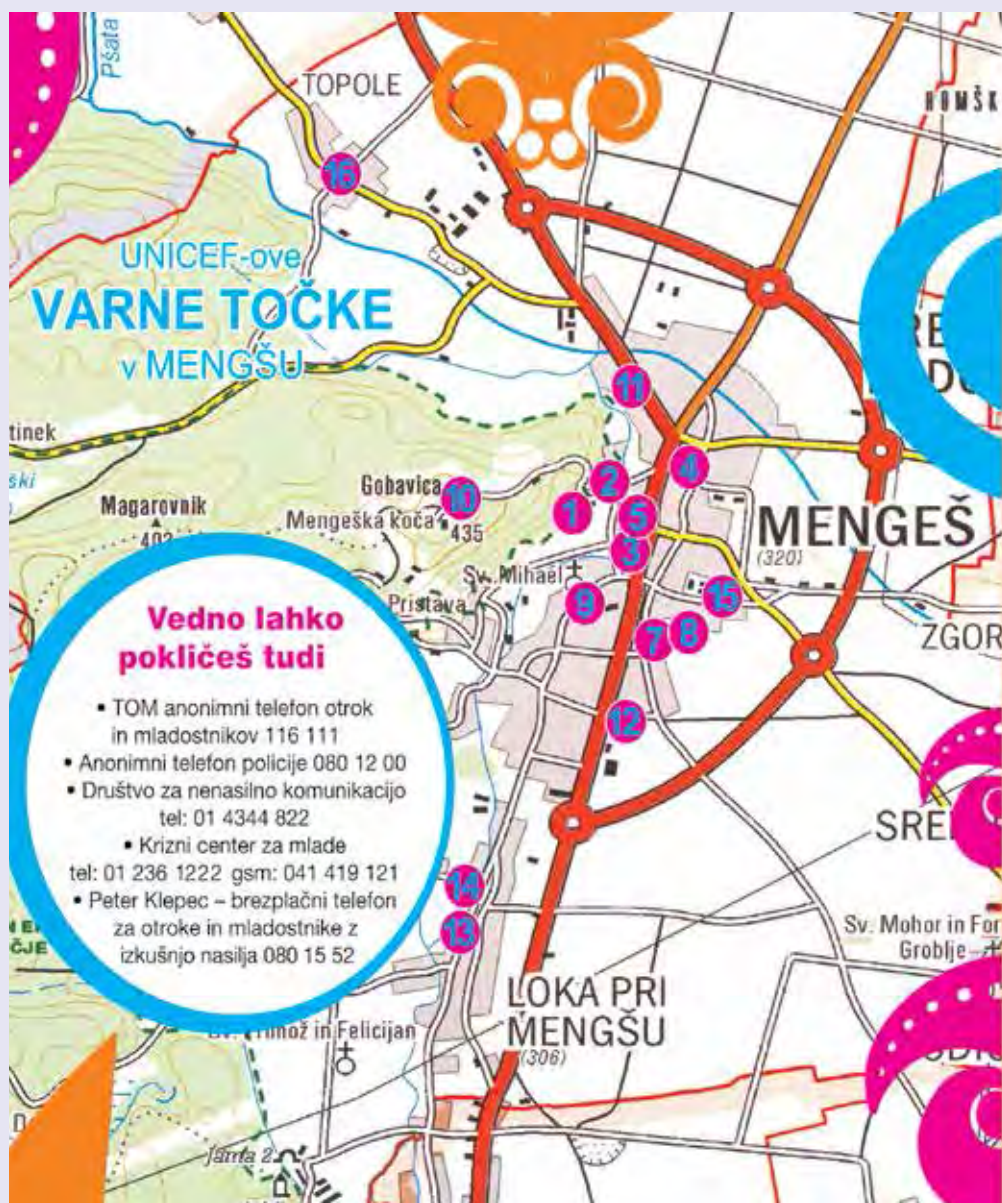 Pšata
TOPOLE
HOMŠK
16
UNICEF-ove
VARNE TOČKE
v MENGŠU
11
tinek
ški
Gobavica
10
Magarovnik
Mengeška koča
435
402
2
4
1
5
3
MENGEŠ
(320)
Sv. Mihael
Pristava
9
15
7
8
ZGOR
12
Vedno lahko
pokličeš tudi
• TOM anonimni telefon otrok
in mladostnikov 116 111
• Anonimni telefon policije 080 12 00
• Društvo za nenasilno komunikacijo
tel: 01 4344 822
• Krizni center za mlade
tel: 01 236 1222 gsm: 041 419 121
• Peter Klepec – brezplačni telefon
za otroke in mladostnike z
izkušnjo nasilja 080 15 52
SRE
14
13
Sv. Mohor in For
Groblje
ČJE
LOKA PRI
MENGŠU
(306)
in Felicijan
Jama 2